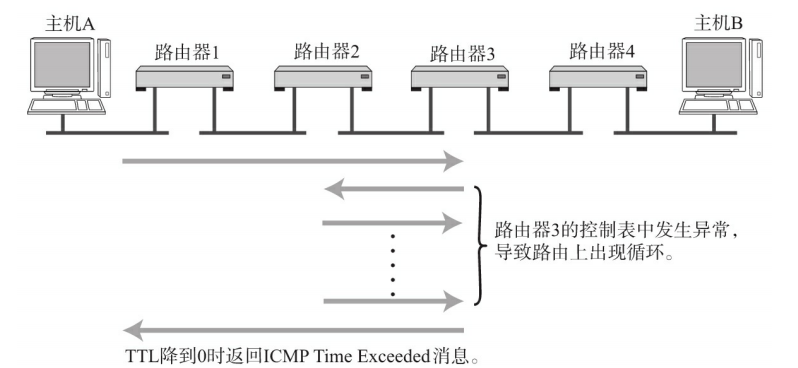 主机A
路由器1
路由器2
路由器3
路由器4
主机B
路由器3的控制表中发生异常，
导致路由上出现循环。
TTL降到0时返回ICMP Time Exceeded消息。